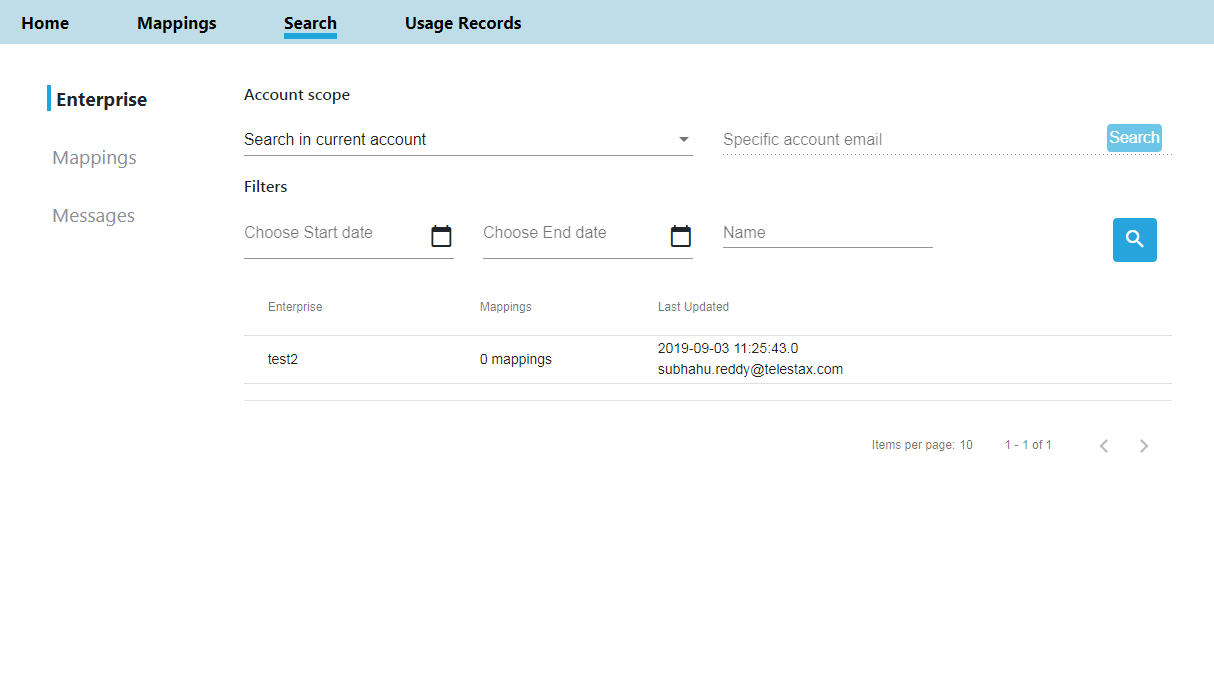 Home Mappings Search Usage Records
Enterprise
Mappings
Messages
Account scope
Search in current account Specific account email Search
Filters
Choose Start date Choose End date Name
Enterprise Mappings Last Updated
test2 0 mappings 2019-09-03 11:25:43.0
subhahu.reddy@telestax.com
Items per page: 10 1 - 1 of 1